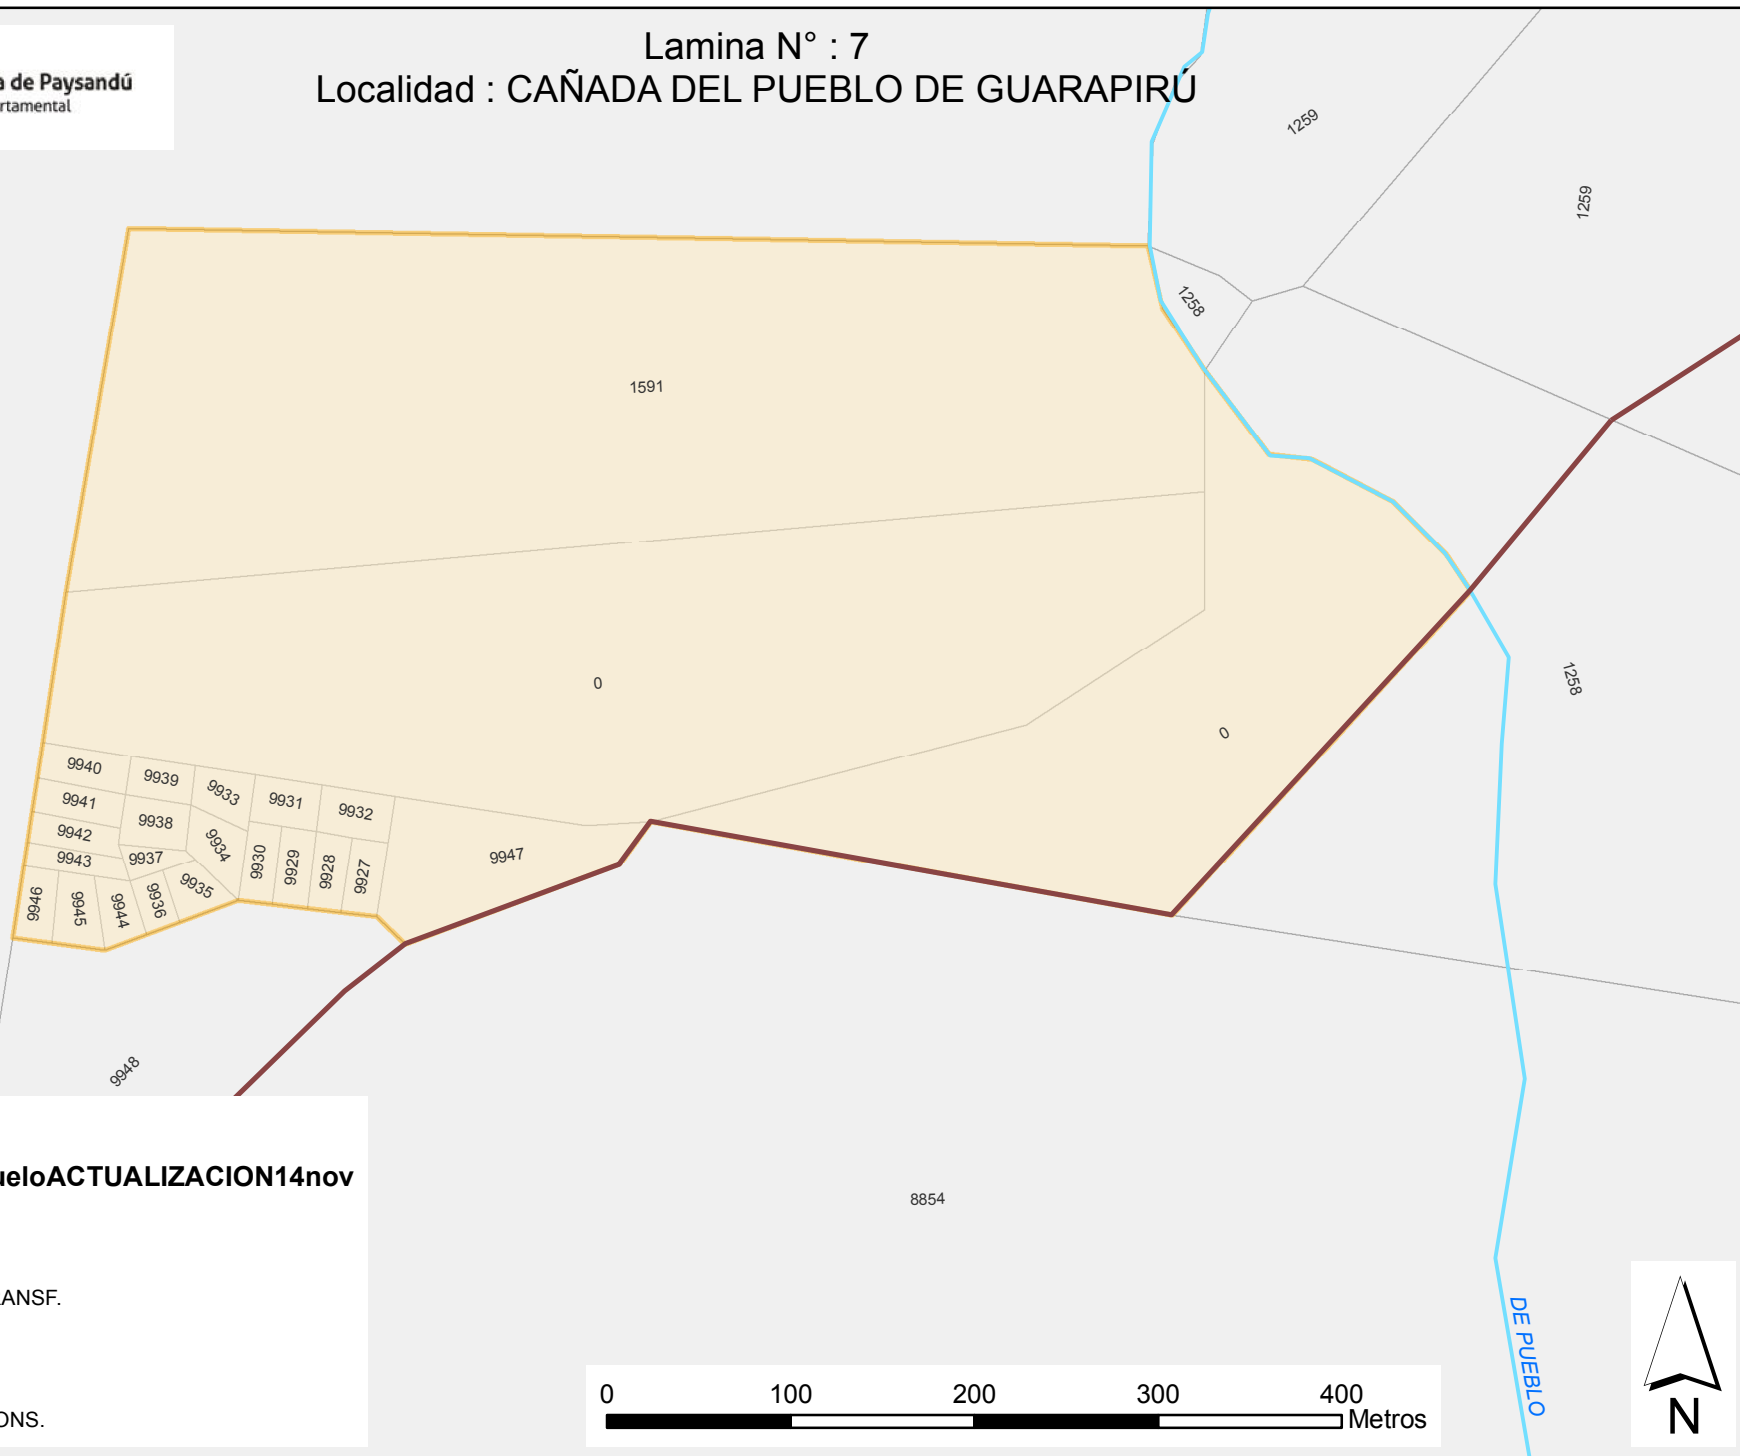 Lamina N° : 7
Localidad : CAÑADA DEL PUEBLO DE GUARAPIRÚ
a de Paysandú
rtamental
1259
1259
1258
1591
0
1258
0
9940
9939
9933
9931
9932
9941
9938
9942
9934
9943
9937
9930
9929
9928
9927
9947
9935
9946
9945
9944
9936
9948
ueloACTUALIZACION14nov
8854
ANSF.
ONS.
DE PUEBLO
0 100 200 300 400
Metros
N